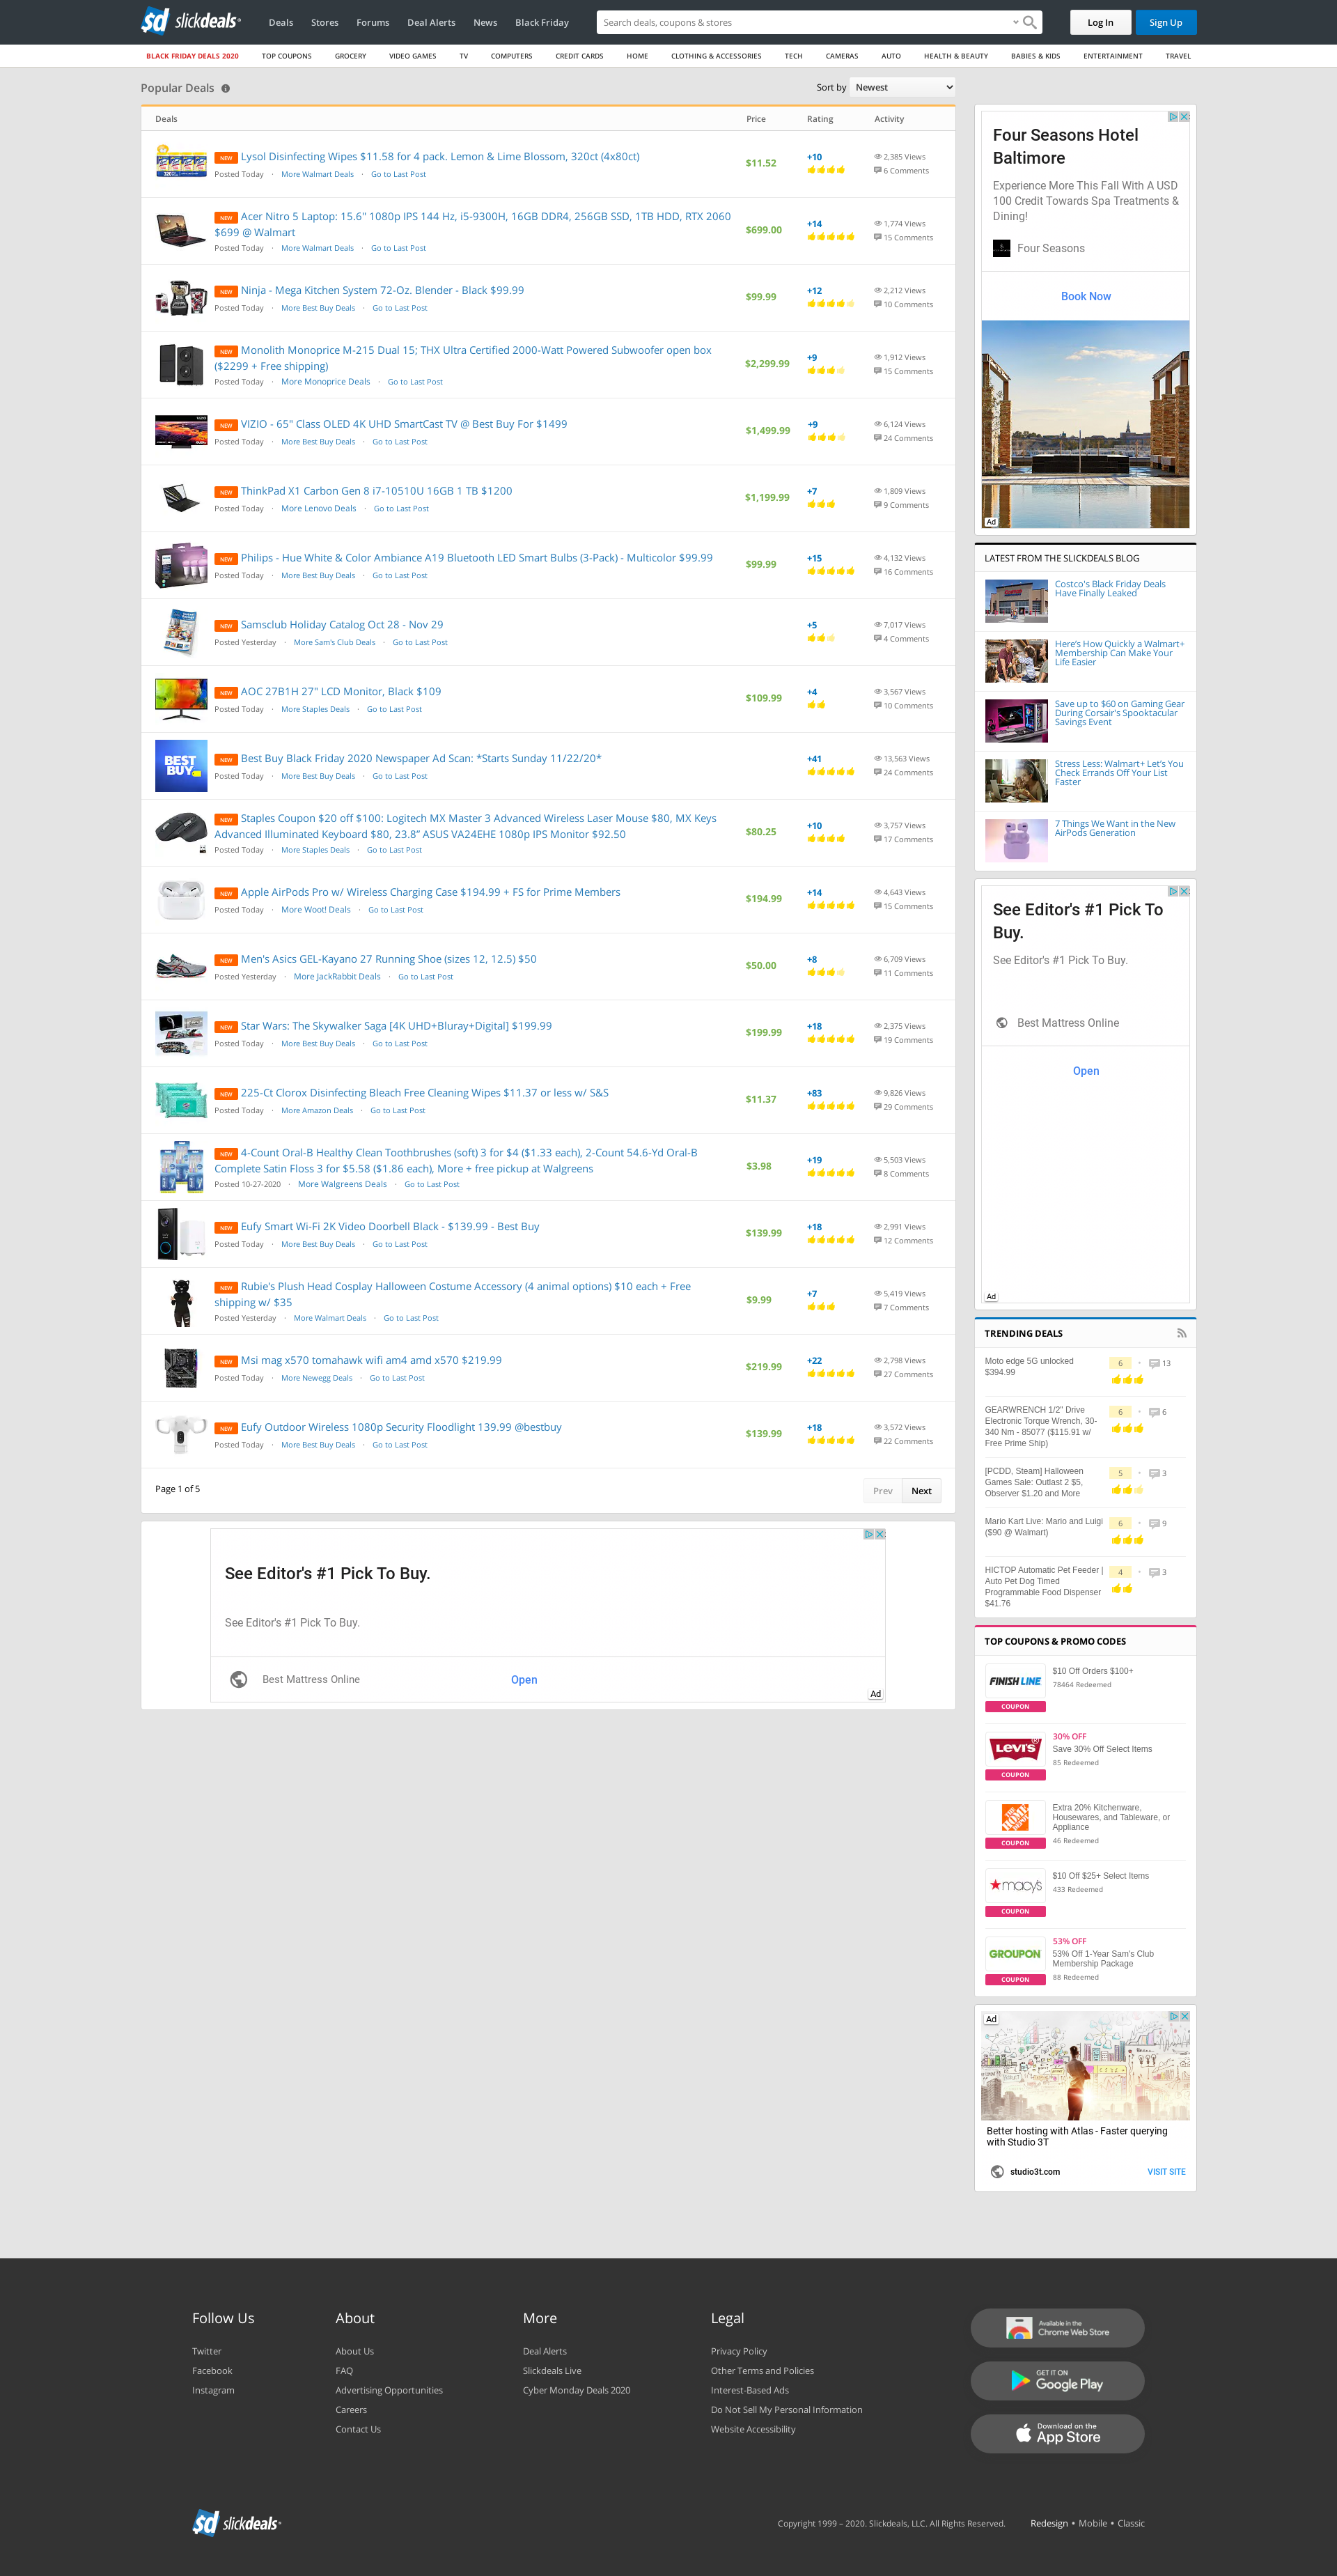 slickdeals
Deals
Stores
Forums
Deal Alerts
News
Black Friday
Search deals, coupons & stores
Log In
Sign Up
BLACK FRIDAY DEALS 2020
TOP COUPONS
GROCERY
VIDEO GAMES
TV
COMPUTERS
CREDIT CARDS
HOME
CLOTHING & ACCESSORIES
TECH
CAMERAS
AUTO
HEALTH & BEAUTY
BABIES & KIDS
ENTERTAINMENT
TRAVEL
Popular Deals
Sort by Newest
Deals Price Rating Activity
NEW Lysol Disinfecting Wipes $11.58 for 4 pack. Lemon & Lime Blossom, 320ct (4x80ct)
Posted Today · More Walmart Deals · Go to Last Post
$11.52
+10
2,385 Views
6 Comments
NEW Acer Nitro 5 Laptop: 15.6" 1080p IPS 144 Hz, i5-9300H, 16GB DDR4, 256GB SSD, 1TB HDD, RTX 2060
$699 @ Walmart
Posted Today · More Walmart Deals · Go to Last Post
$699.00
+14
1,774 Views
15 Comments
NEW Ninja - Mega Kitchen System 72-Oz. Blender - Black $99.99
Posted Today · More Best Buy Deals · Go to Last Post
$99.99
+12
2,212 Views
10 Comments
NEW Monolith Monoprice M-215 Dual 15; THX Ultra Certified 2000-Watt Powered Subwoofer open box
($2299 + Free shipping)
Posted Today · More Monoprice Deals · Go to Last Post
$2,299.99
+9
1,912 Views
15 Comments
NEW VIZIO - 65" Class OLED 4K UHD SmartCast TV @ Best Buy For $1499
Posted Today · More Best Buy Deals · Go to Last Post
$1,499.99
+9
6,124 Views
24 Comments
NEW ThinkPad X1 Carbon Gen 8 i7-10510U 16GB 1 TB $1200
Posted Today · More Lenovo Deals · Go to Last Post
$1,199.99
+7
1,809 Views
9 Comments
NEW Philips - Hue White & Color Ambiance A19 Bluetooth LED Smart Bulbs (3-Pack) - Multicolor $99.99
Posted Today · More Best Buy Deals · Go to Last Post
$99.99
+15
4,132 Views
16 Comments
NEW Samsclub Holiday Catalog Oct 28 - Nov 29
Posted Yesterday · More Sam's Club Deals · Go to Last Post
+5
7,017 Views
4 Comments
NEW AOC 27B1H 27" LCD Monitor, Black $109
Posted Today · More Staples Deals · Go to Last Post
$109.99
+4
3,567 Views
10 Comments
BEST BUY
NEW Best Buy Black Friday 2020 Newspaper Ad Scan: *Starts Sunday 11/22/20*
Posted Today · More Best Buy Deals · Go to Last Post
+41
13,563 Views
24 Comments
NEW Staples Coupon $20 off $100: Logitech MX Master 3 Advanced Wireless Laser Mouse $80, MX Keys
Advanced Illuminated Keyboard $80, 23.8” ASUS VA24EHE 1080p IPS Monitor $92.50
Posted Today · More Staples Deals · Go to Last Post
$80.25
+10
3,757 Views
17 Comments
NEW Apple AirPods Pro w/ Wireless Charging Case $194.99 + FS for Prime Members
Posted Today · More Woot! Deals · Go to Last Post
$194.99
+14
4,643 Views
15 Comments
NEW Men's Asics GEL-Kayano 27 Running Shoe (sizes 12, 12.5) $50
Posted Yesterday · More JackRabbit Deals · Go to Last Post
$50.00
+8
6,709 Views
11 Comments
NEW Star Wars: The Skywalker Saga [4K UHD+Bluray+Digital] $199.99
Posted Today · More Best Buy Deals · Go to Last Post
$199.99
+18
2,375 Views
19 Comments
NEW 225-Ct Clorox Disinfecting Bleach Free Cleaning Wipes $11.37 or less w/ S&S
Posted Today · More Amazon Deals · Go to Last Post
$11.37
+83
9,826 Views
29 Comments
NEW 4-Count Oral-B Healthy Clean Toothbrushes (soft) 3 for $4 ($1.33 each), 2-Count 54.6-Yd Oral-B
Complete Satin Floss 3 for $5.58 ($1.86 each), More + free pickup at Walgreens
Posted 10-27-2020 · More Walgreens Deals · Go to Last Post
$3.98
+19
5,503 Views
8 Comments
NEW Eufy Smart Wi-Fi 2K Video Doorbell Black - $139.99 - Best Buy
Posted Today · More Best Buy Deals · Go to Last Post
$139.99
+18
2,991 Views
12 Comments
NEW Rubie's Plush Head Cosplay Halloween Costume Accessory (4 animal options) $10 each + Free
shipping w/ $35
Posted Yesterday · More Walmart Deals · Go to Last Post
$9.99
+7
5,419 Views
7 Comments
NEW Msi mag x570 tomahawk wifi am4 amd x570 $219.99
Posted Today · More Newegg Deals · Go to Last Post
$219.99
+22
2,798 Views
27 Comments
NEW Eufy Outdoor Wireless 1080p Security Floodlight 139.99 @bestbuy
Posted Today · More Best Buy Deals · Go to Last Post
$139.99
+18
3,572 Views
22 Comments
Page 1 of 5
Prev
Next
See Editor's #1 Pick To Buy.
See Editor's #1 Pick To Buy.
Best Mattress Online
Open
Ad
Four Seasons Hotel
Baltimore
Experience More This Fall With A USD
100 Credit Towards Spa Treatments &
Dining!
Four Seasons
Book Now
Ad
LATEST FROM THE SLICKDEALS BLOG
Costco's Black Friday Deals
Have Finally Leaked
Here’s How Quickly a Walmart+
Membership Can Make Your
Life Easier
Save up to $60 on Gaming Gear
During Corsair's Spooktacular
Savings Event
Stress Less: Walmart+ Let’s You
Check Errands Off Your List
Faster
7 Things We Want in the New
AirPods Generation
See Editor's #1 Pick To
Buy.
See Editor's #1 Pick To Buy.
Best Mattress Online
Open
Ad
TRENDING DEALS
Moto edge 5G unlocked
$394.99
6 • 13
GEARWRENCH 1/2" Drive
Electronic Torque Wrench, 30-
340 Nm - 85077 ($115.91 w/
Free Prime Ship)
6 • 6
[PCDD, Steam] Halloween
Games Sale: Outlast 2 $5,
Observer $1.20 and More
5 • 3
Mario Kart Live: Mario and Luigi
($90 @ Walmart)
6 • 9
HICTOP Automatic Pet Feeder |
Auto Pet Dog Timed
Programmable Food Dispenser
$41.76
4 • 3
TOP COUPONS & PROMO CODES
FINISH LINE
COUPON
$10 Off Orders $100+
78464 Redeemed
LEVI'S
COUPON
30% OFF
Save 30% Off Select Items
85 Redeemed
THE HOME DEPOT
COUPON
Extra 20% Kitchenware,
Housewares, and Tableware, or
Appliance
46 Redeemed
macy's
COUPON
$10 Off $25+ Select Items
433 Redeemed
GROUPON
COUPON
53% OFF
53% Off 1-Year Sam's Club
Membership Package
88 Redeemed
Ad
Better hosting with Atlas - Faster querying
with Studio 3T
studio3t.com
VISIT SITE
Follow Us
Twitter
Facebook
Instagram
About
About Us
FAQ
Advertising Opportunities
Careers
Contact Us
More
Deal Alerts
Slickdeals Live
Cyber Monday Deals 2020
Legal
Privacy Policy
Other Terms and Policies
Interest-Based Ads
Do Not Sell My Personal Information
Website Accessibility
Available in the
Chrome Web Store
GET IT ON
Google Play
Download on the
App Store
slickdeals
Copyright 1999 – 2020. Slickdeals, LLC. All Rights Reserved.
Redesign • Mobile • Classic